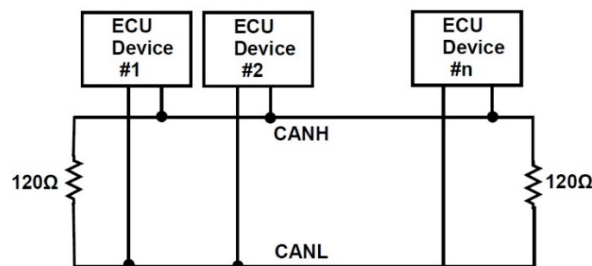 ECU
Device
#1
ECU
Device
#2
ECU
Device
#n
CANH
120Ω
120Ω
CANL